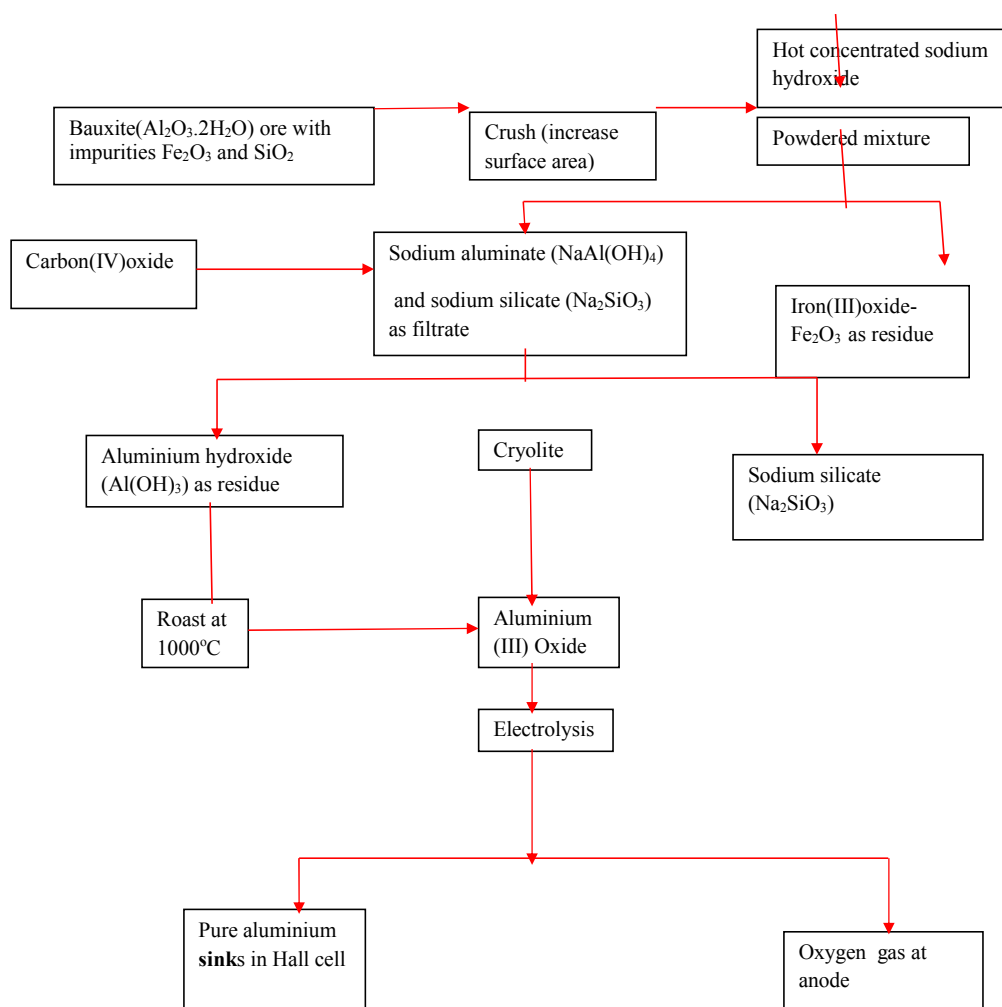 Hot concentrated sodium
hydroxide
Bauxite(Al₂O₃.2H₂O) ore with
impurities Fe₂O₃ and SiO₂
Crush (increase
surface area)
Powdered mixture
Carbon(IV)oxide
Sodium aluminate (NaAl(OH)₄)
and sodium silicate (Na₂SiO₃)
as filtrate
Iron(III)oxide-
Fe₂O₃ as residue
Aluminium hydroxide
(Al(OH)₃) as residue
Cryolite
Sodium silicate
(Na₂SiO₃)
Roast at
1000ºC
Aluminium
(III) Oxide
Electrolysis
Pure aluminium
sinks in Hall cell
Oxygen gas at
anode